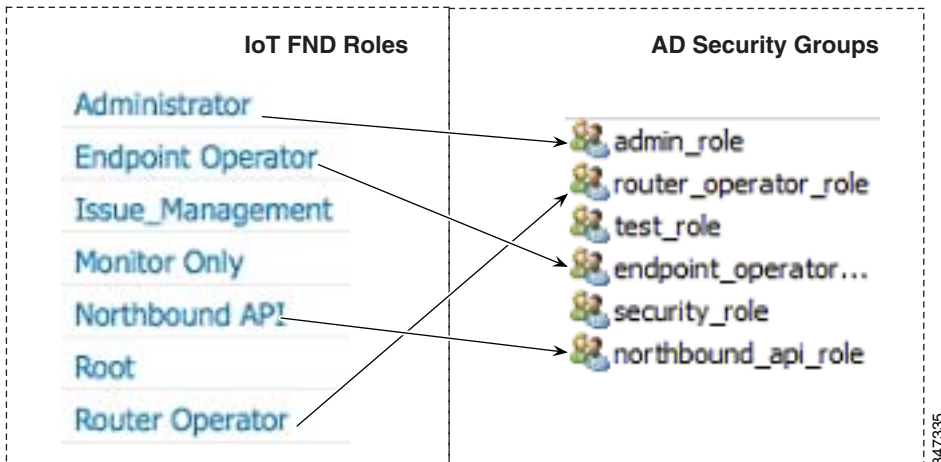 IoT FND Roles
Administrator
Endpoint Operator
Issue_Management
Monitor Only
Northbound API
Root
Router Operator
AD Security Groups
admin_role
router_operator_role
test_role
endpoint_operator...
security_role
northbound_api_role
347335